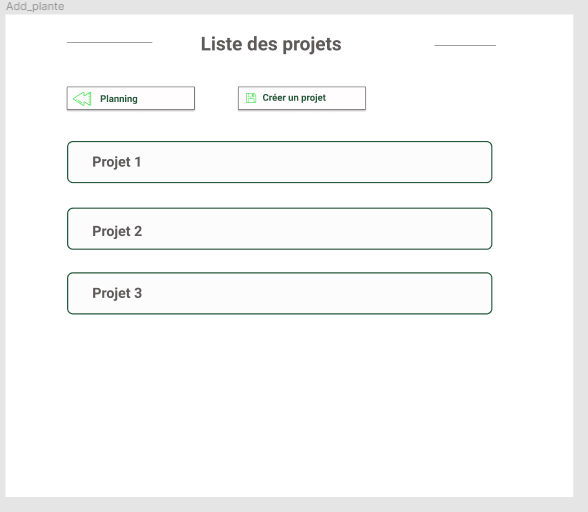 Add_plante
Liste des projets
Planning
Créer un projet
Projet 1
Projet 2
Projet 3